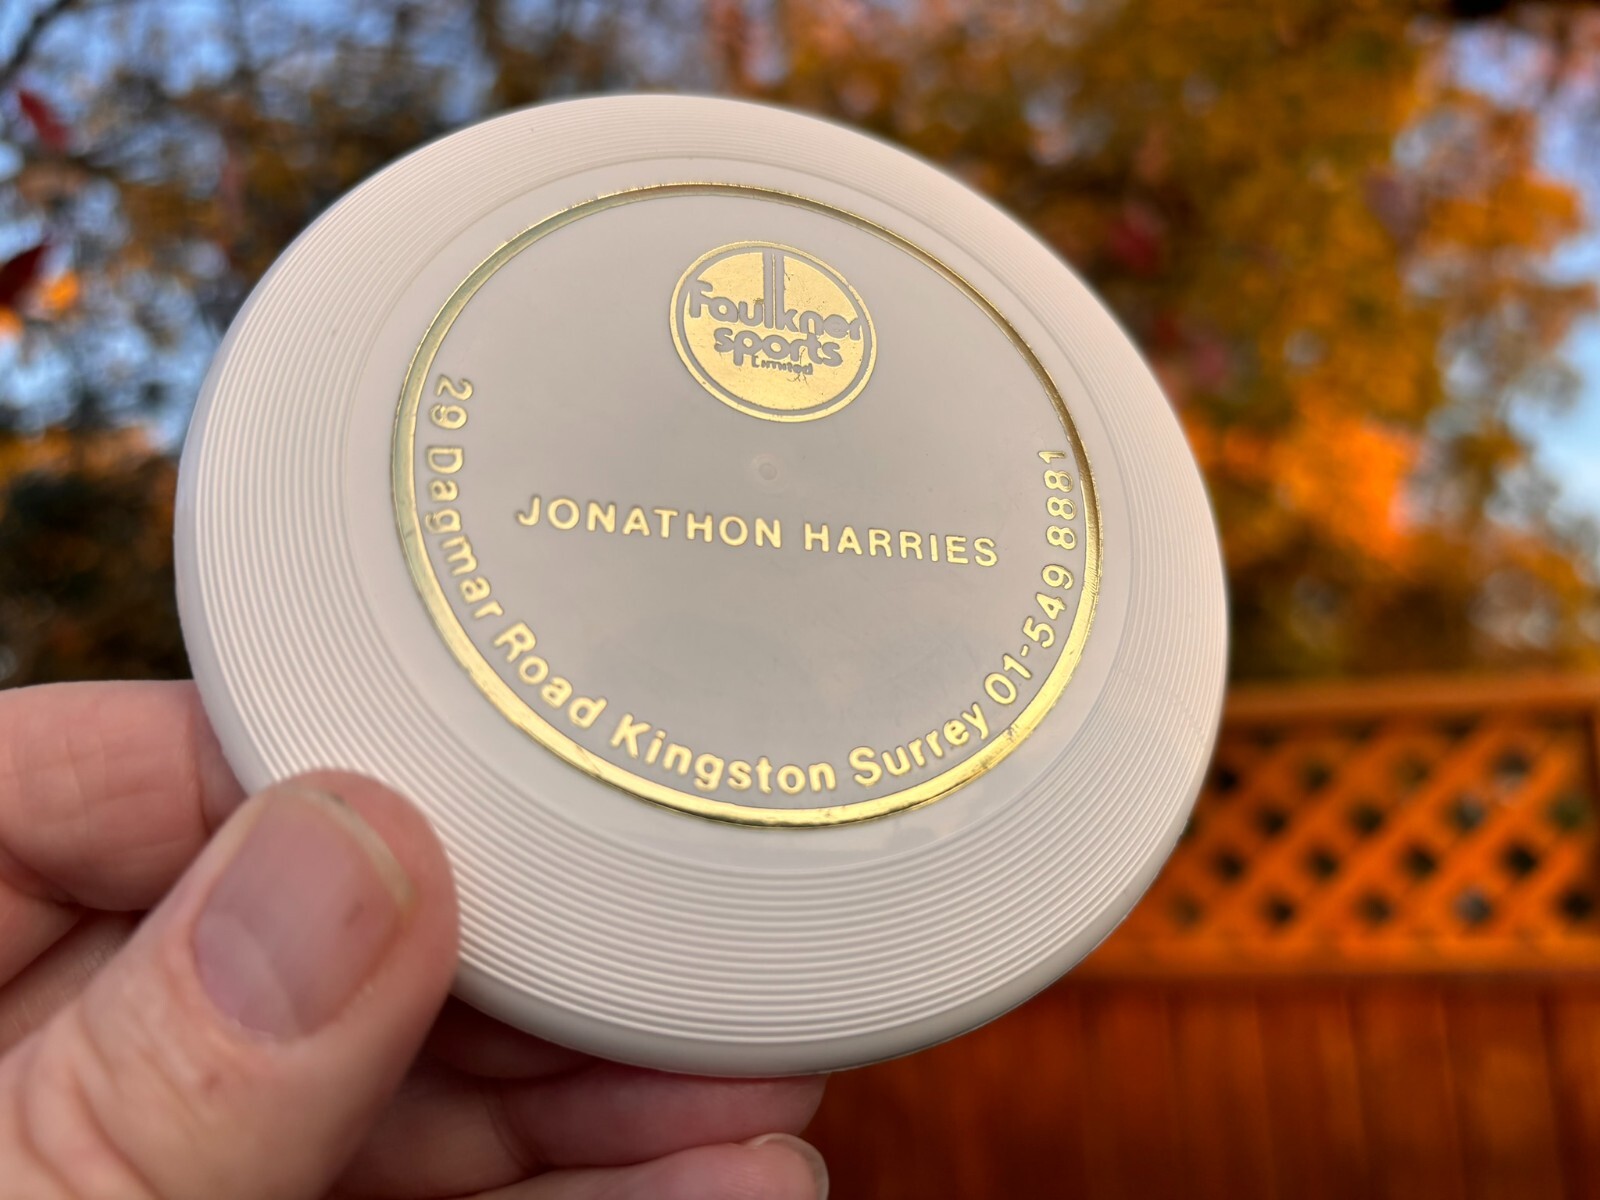 Faulkner
sports
Limited
JONATHON HARRIES
29 Dagmar Road Kingston Surrey 01-549 8881